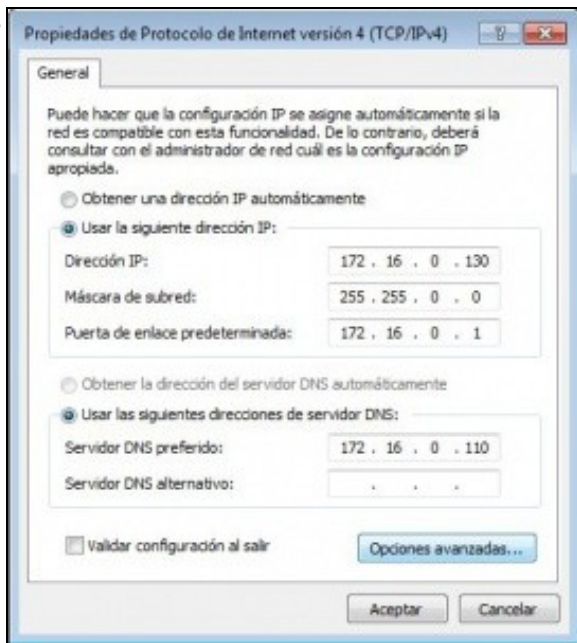 Propiedades de Protocolo de Internet versión 4 (TCP/IPv4)
General
Puede hacer que la configuración IP se asigne automáticamente si la
red es compatible con esta funcionalidad. De lo contrario, deberá
consultar con el administrador de red cuál es la configuración IP
apropiada.
Obtener una dirección IP automáticamente
Usar la siguiente dirección IP:
Dirección IP: 172 . 16 . 0 . 130
Máscara de subred: 255 . 255 . 0 . 0
Puerta de enlace predeterminada: 172 . 16 . 0 . 1
Obtener la dirección del servidor DNS automáticamente
Usar las siguientes direcciones de servidor DNS:
Servidor DNS preferido: 172 . 16 . 0 . 110
Servidor DNS alternativo: . . .
Validar configuración al salir
Opciones avanzadas...
Aceptar
Cancelar